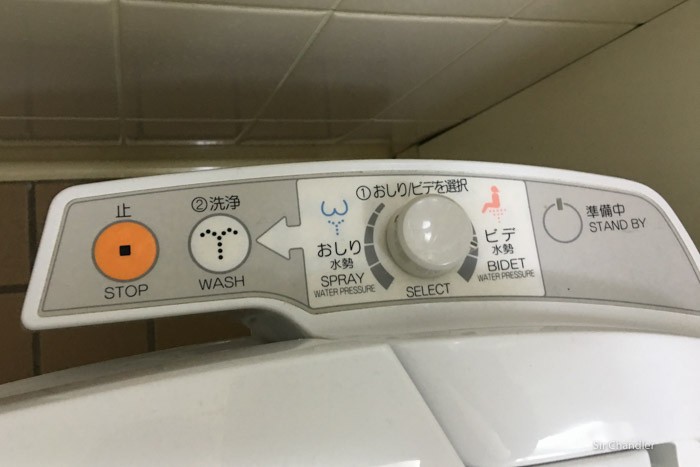 止
STOP
②洗浄
WASH
①おしり/ビデを選択
おしり
水勢
SPRAY
WATER PRESSURE
SELECT
ビデ
水勢
BIDET
WATER PRESSURE
準備中
STAND BY
Sir Chandler